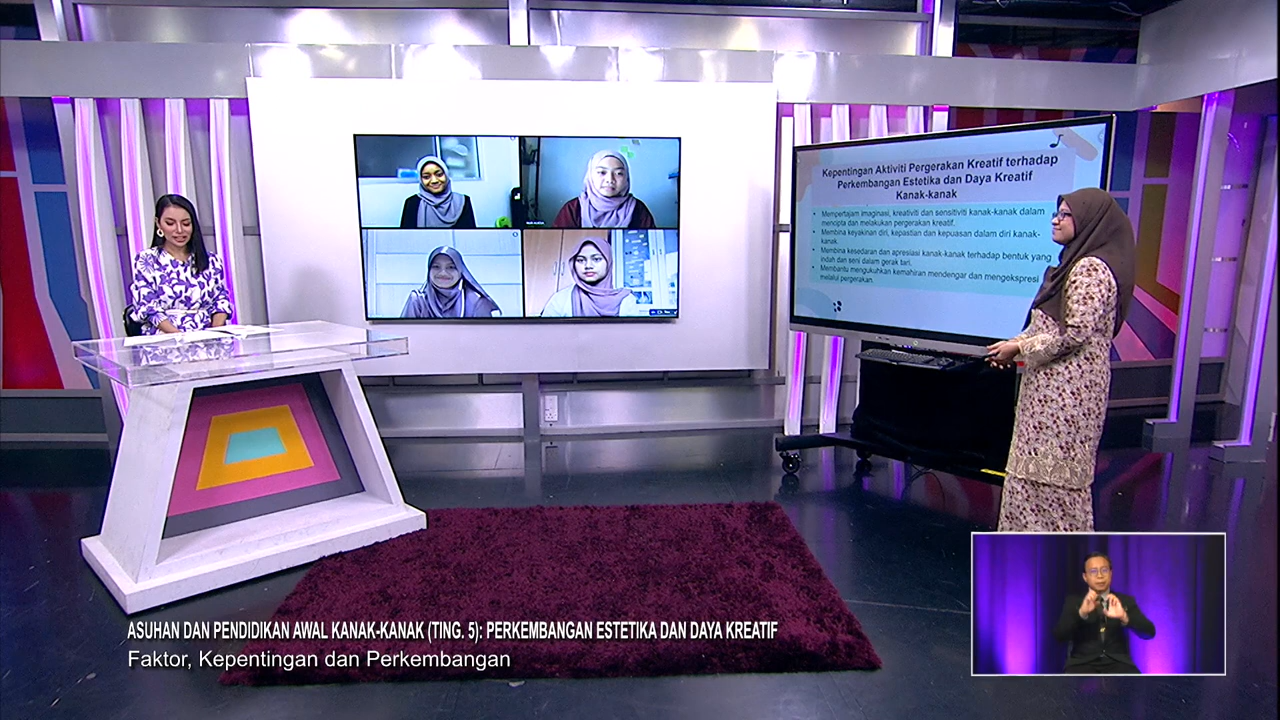 Kepentingan Aktiviti Pergerakan Kreatif terhadap
Perkembangan Estetika dan Daya Kreatif
Kanak-kanak
• Mempertajam imaginasi, kreativiti dan sensitiviti kanak-kanak dalam
mencipta dan melakukan pergerakan kreatif.
• Membina keyakinan diri, kepastian dan kepuasan dalam diri kanak-
kanak.
• Membina kesedaran dan apresiasi kanak-kanak terhadap bentuk yang
indah dan seni dalam gerak tari.
• Membantu mengukuhkan kemahiran mendengar dan mengekspresi
melalui pergerakan.
ASUHAN DAN PENDIDIKAN AWAL KANAK-KANAK (TING. 5): PERKEMBANGAN ESTETIKA DAN DAYA KREATIF
Faktor, Kepentingan dan Perkembangan